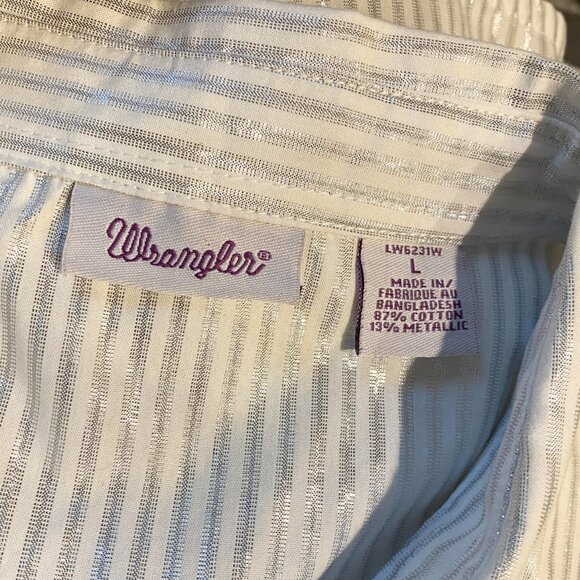 Wrangler®
LW6231W
L
MADE IN/
FABRIQUE AU
BANGLADESH
87% COTTON
13% METALLIC